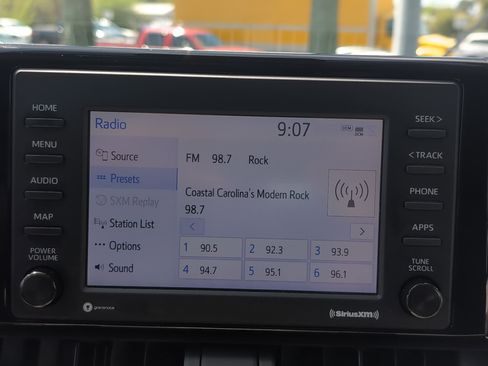 Radio
9:07
DCM
HOME
MENU
AUDIO
MAP
POWER
VOLUME
Source
Presets
SXM Replay
Station List
Options
Sound
FM 98.7 Rock
Coastal Carolina's Modern Rock
98.7
< >
1 90.5 2 92.3 3 93.9
4 94.7 5 95.1 6 96.1
SEEK >
< TRACK
PHONE
APPS
TUNE
SCROLL
gracenote
((SiriusXM))